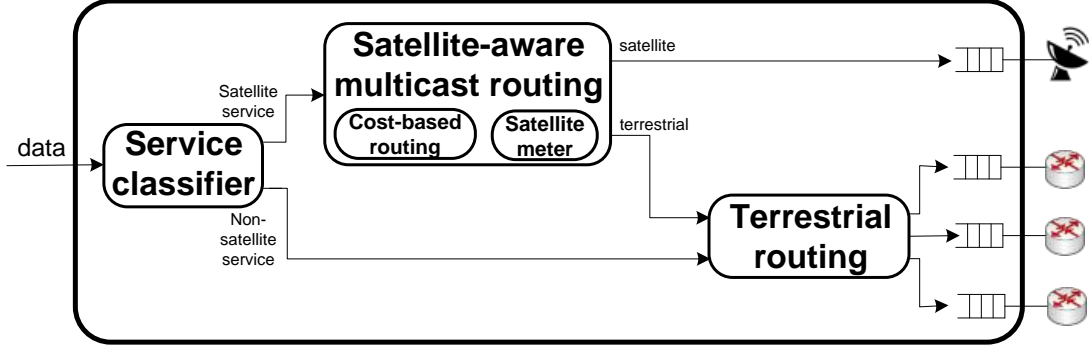 data
Service
classifier
Satellite
service
Non-
satellite
service
Satellite-aware
multicast routing
Cost-based
routing
Satellite
meter
satellite
terrestrial
Terrestrial
routing